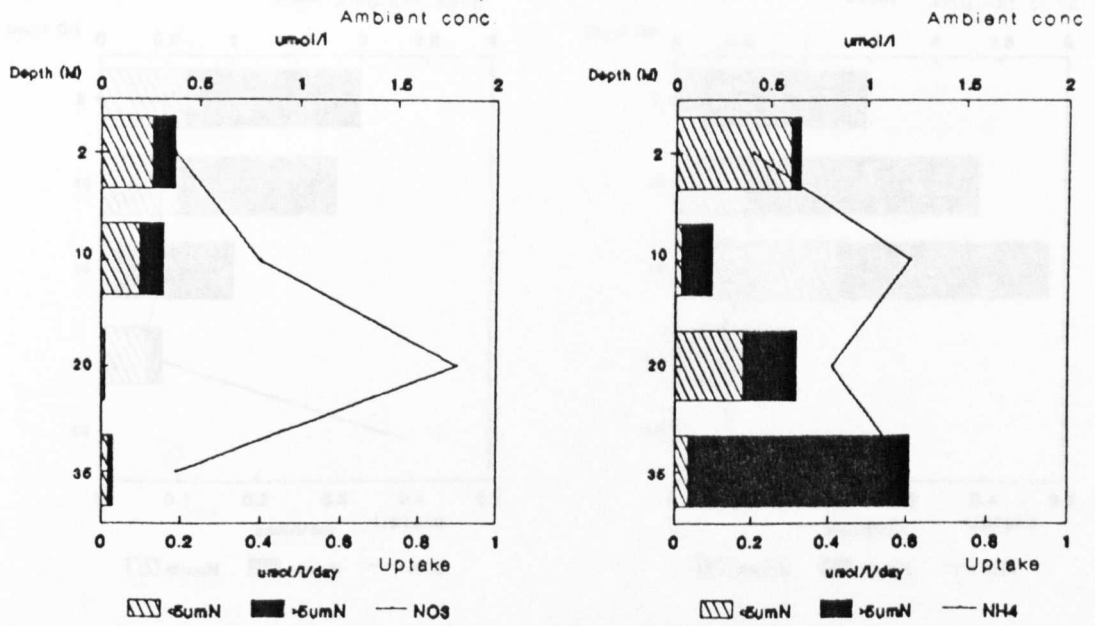 Ambient conc.
umol/l
Depth (M) 0 0.5 1 1.5 2
2
10
20
35
0 0.2 0.4 0.6 0.8 1
umol/l/day Uptake
<5umN >5umN NO3
Ambient conc
umol/l
Depth (M) 0 0.5 1 1.5 2
2
10
20
35
0 0.2 0.4 0.6 0.8 1
umol/l/day Uptake
<5umN >5umN NH4